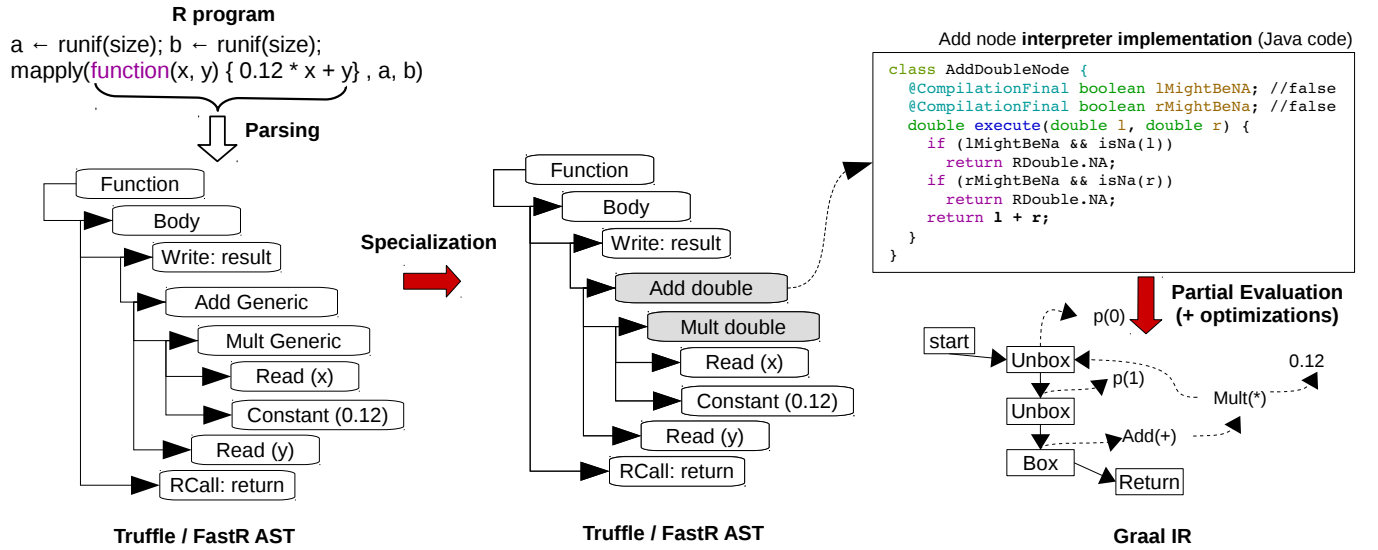 R program
a ← runif(size); b ← runif(size);
mapply(function(x, y) { 0.12 * x + y} , a, b)
Parsing
Function
Body
Write: result
Add Generic
Mult Generic
Read (x)
Constant (0.12)
Read (y)
RCall: return
Truffle / FastR AST
Specialization
Function
Body
Write: result
Add double
Mult double
Read (x)
Constant (0.12)
Read (y)
RCall: return
Truffle / FastR AST
Add node interpreter implementation (Java code)
class AddDoubleNode {
@CompilationFinal boolean lMightBeNA; //false
@CompilationFinal boolean rMightBeNa; //false
double execute(double l, double r) {
if (lMightBeNa && isNa(l))
return RDouble.NA;
if (rMightBeNa && isNa(r))
return RDouble.NA;
return l + r;
}
}
Partial Evaluation
(+ optimizations)
p(0)
start
Unbox
0.12
p(1)
Mult(*)
Unbox
Add(+)
Box
Return
Graal IR